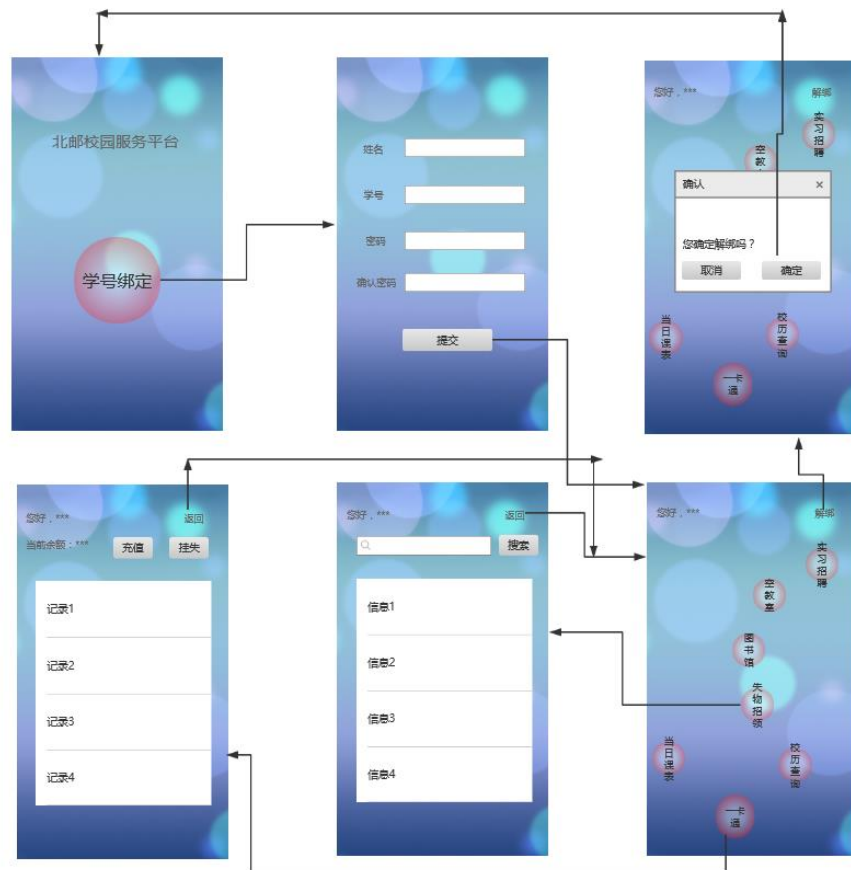 北邮校园服务平台
学号绑定
姓名
学号
密码
确认密码
提交
您好，***
解绑
实习招聘
空教
确认
×
您确定解绑吗？
取消
确定
当日课表
校历查询
一卡通
您好，***
返回
当前余额：***
充值
挂失
记录1
记录2
记录3
记录4
您好，***
返回
搜索
信息1
信息2
信息3
信息4
您好，***
解绑
实习招聘
空教室
图书馆
失物招领
当日课表
校历查询
一卡通